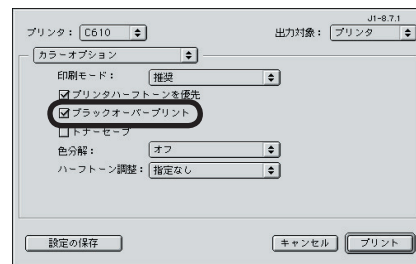 J1-8.7.1
プリンタ： C610 出力対象： プリンタ
カラーオプション
印刷モード： 推奨
プリンタハーフトーンを優先
ブラックオーバープリント
トナーセーブ
色分解： オフ
ハーフトーン調整： 指定なし
設定の保存 キャンセル プリント